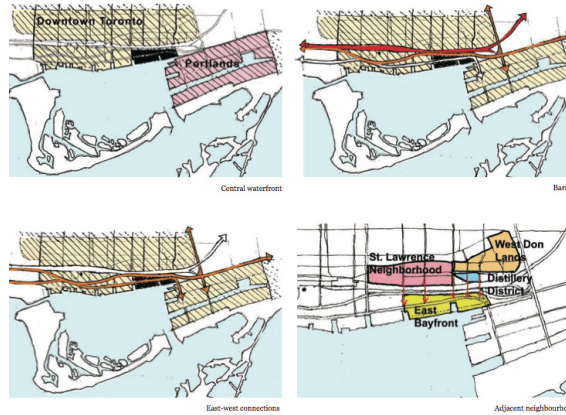 Downtown Toronto
Portlands
Central waterfront
Barr
East-west connections
St. Lawrence
Neighborhood
West Don
Lands
Distillery
District
East
Bayfront
Adjacent neighbourho